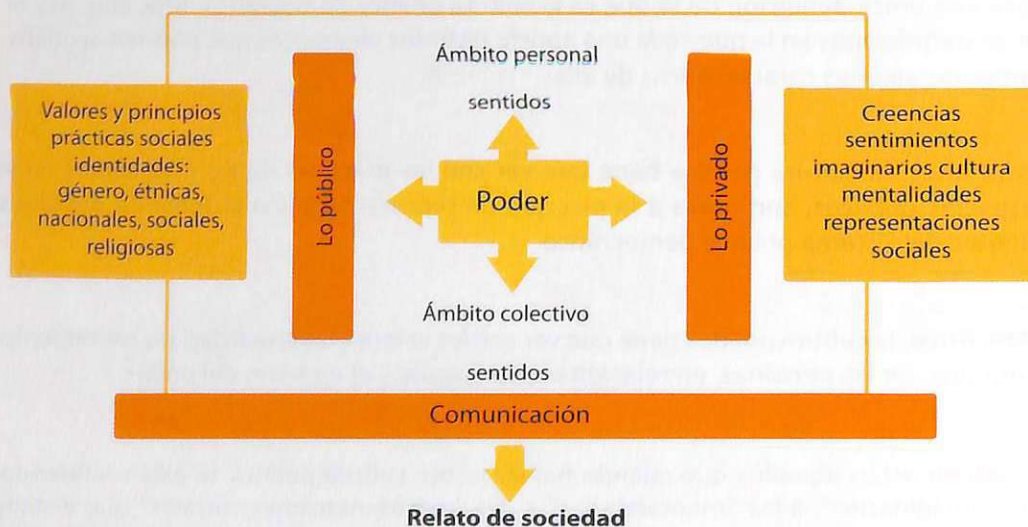 Ámbito personal
sentidos
Valores y principios
prácticas sociales
identidades:
género, étnicas,
nacionales, sociales,
religiosas
Lo público
Poder
Lo privado
Creencias
sentimientos
imaginarios cultura
mentalidades
representaciones
sociales
Ámbito colectivo
sentidos
Comunicación
Relato de sociedad